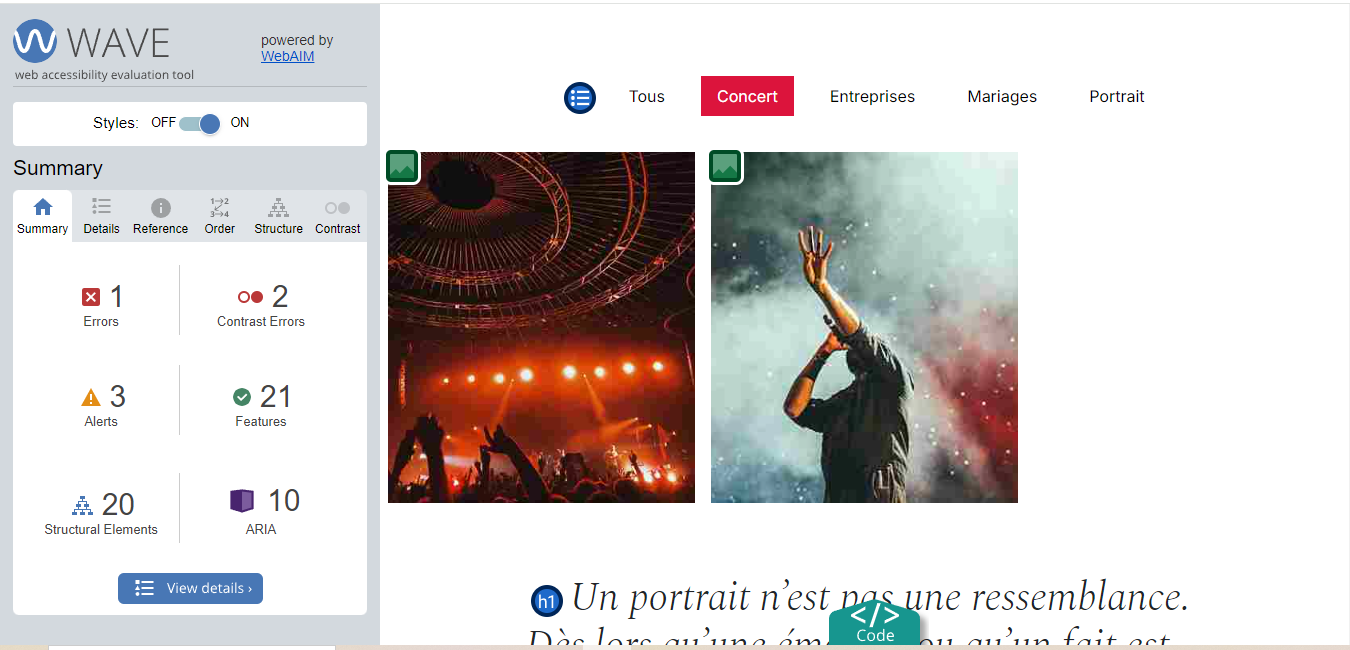 WAVE
powered by
WebAIM
web accessibility evaluation tool
Styles: OFF ON
Summary
Summary Details Reference Order Structure Contrast
1→2
3→4
1
Errors
2
Contrast Errors
3
Alerts
21
Features
20
Structural Elements
10
ARIA
View details ›
Tous Concert Entreprises Mariages Portrait
h1 Un portrait n’est pas une ressemblance.
Dès lors qu’une ou qu’un fait est
</> Code